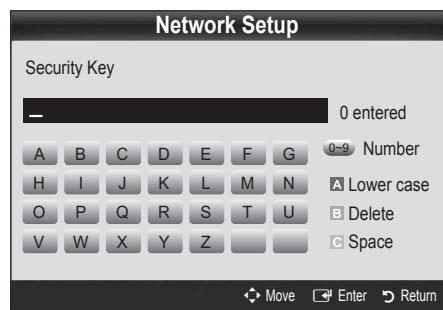 Network Setup
Security Key
_ 0 entered
A B C D E F G 0~9 Number
H I J K L M N A Lower case
O P Q R S T U B Delete
V W X Y Z C Space
Move Enter Return